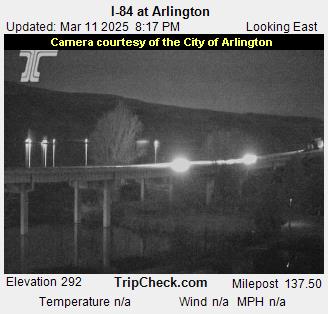 I-84 at Arlington
Updated: Mar 11 2025 8:17 PM Looking East
Camera courtesy of the City of Arlington
Elevation 292 TripCheck.com Milepost 137.50
Temperature n/a Wind n/a MPH n/a